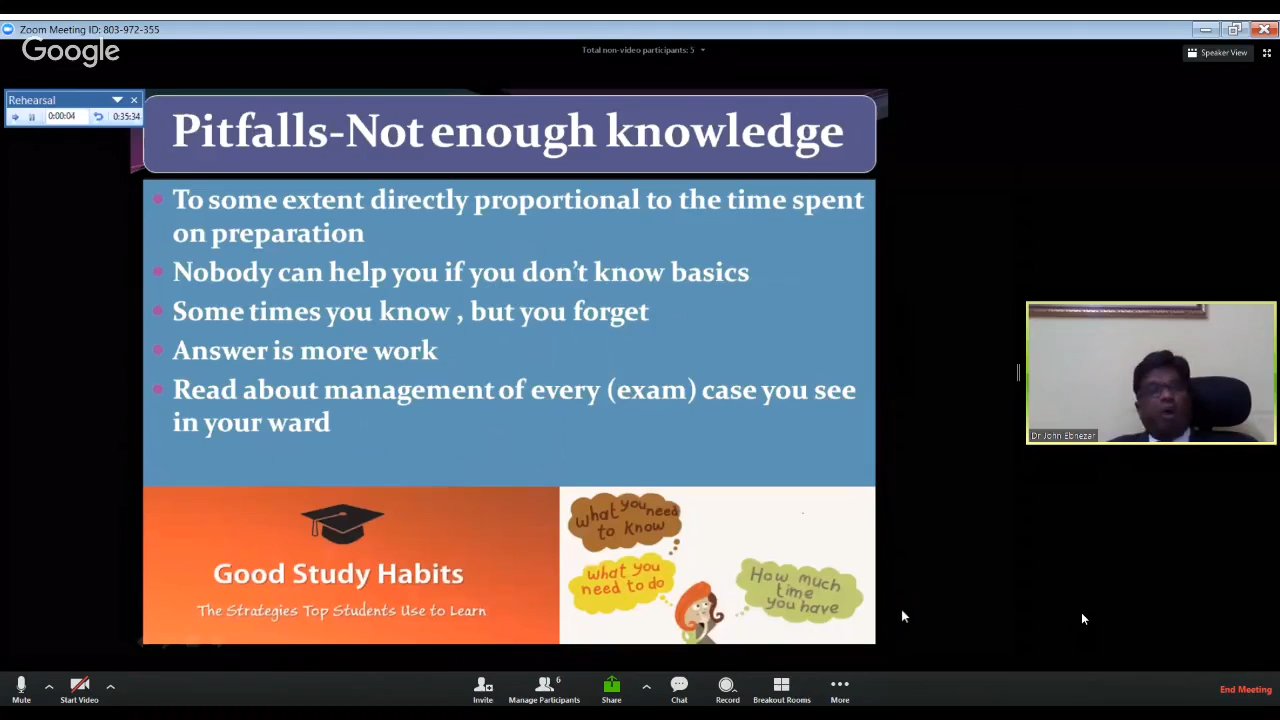 Zoom Meeting ID: 803-972-355
Google
Total non-video participants: 5
Speaker View
Rehearsal
0:00:04 0:35:34
Pitfalls-Not enough knowledge
To some extent directly proportional to the time spent
on preparation
Nobody can help you if you don't know basics
Some times you know , but you forget
Answer is more work
Read about management of every (exam) case you see
in your ward
Good Study Habits
The Strategies Top Students Use to Learn
what you need
to know
what you
need to do
How much
time
you have
Dr John Ebnezar
Mute
Start Video
Invite
6
Manage Participants
Share
Chat
Record
Breakout Rooms
More
End Meeting